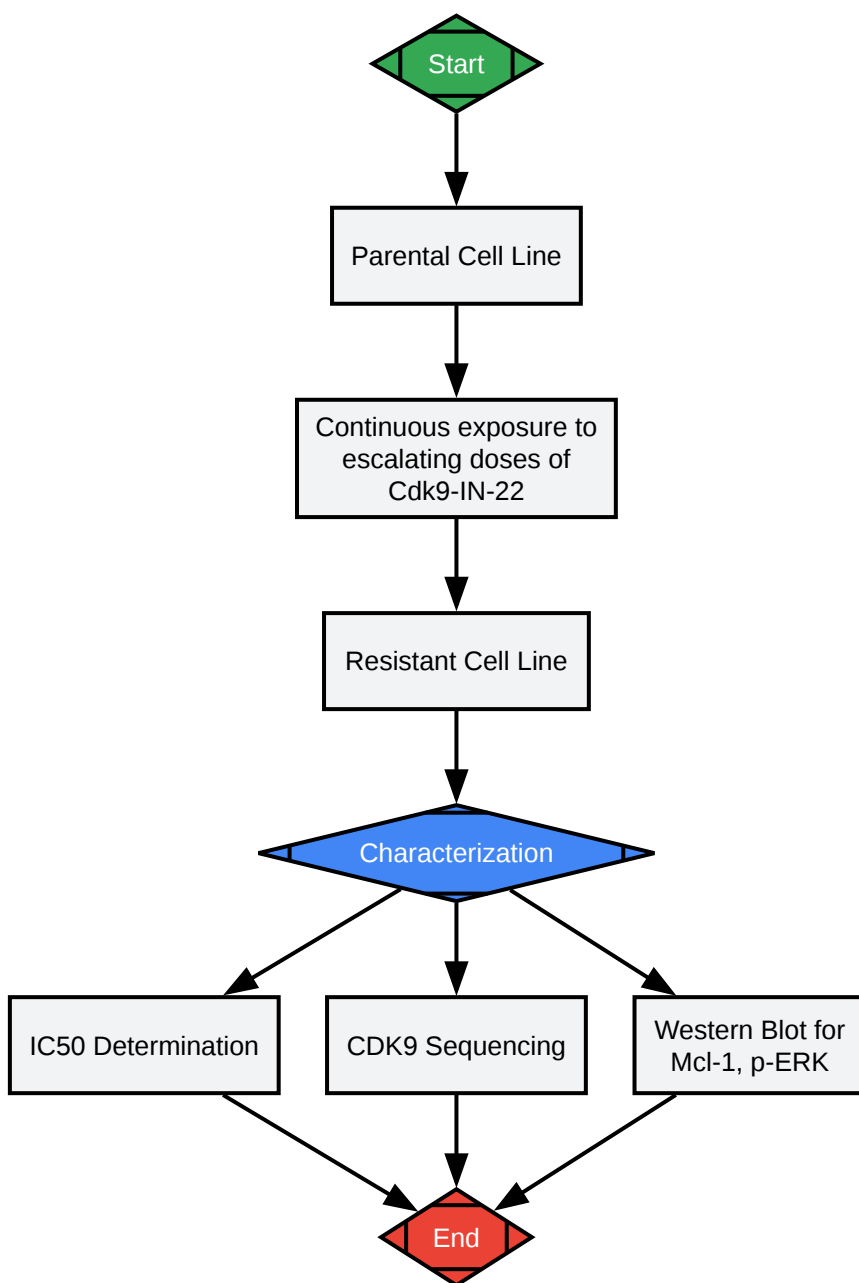 Start
Parental Cell Line
Continuous exposure to
escalating doses of
Cdk9-IN-22
Resistant Cell Line
Characterization
IC50 Determination
CDK9 Sequencing
Western Blot for
Mcl-1, p-ERK
End